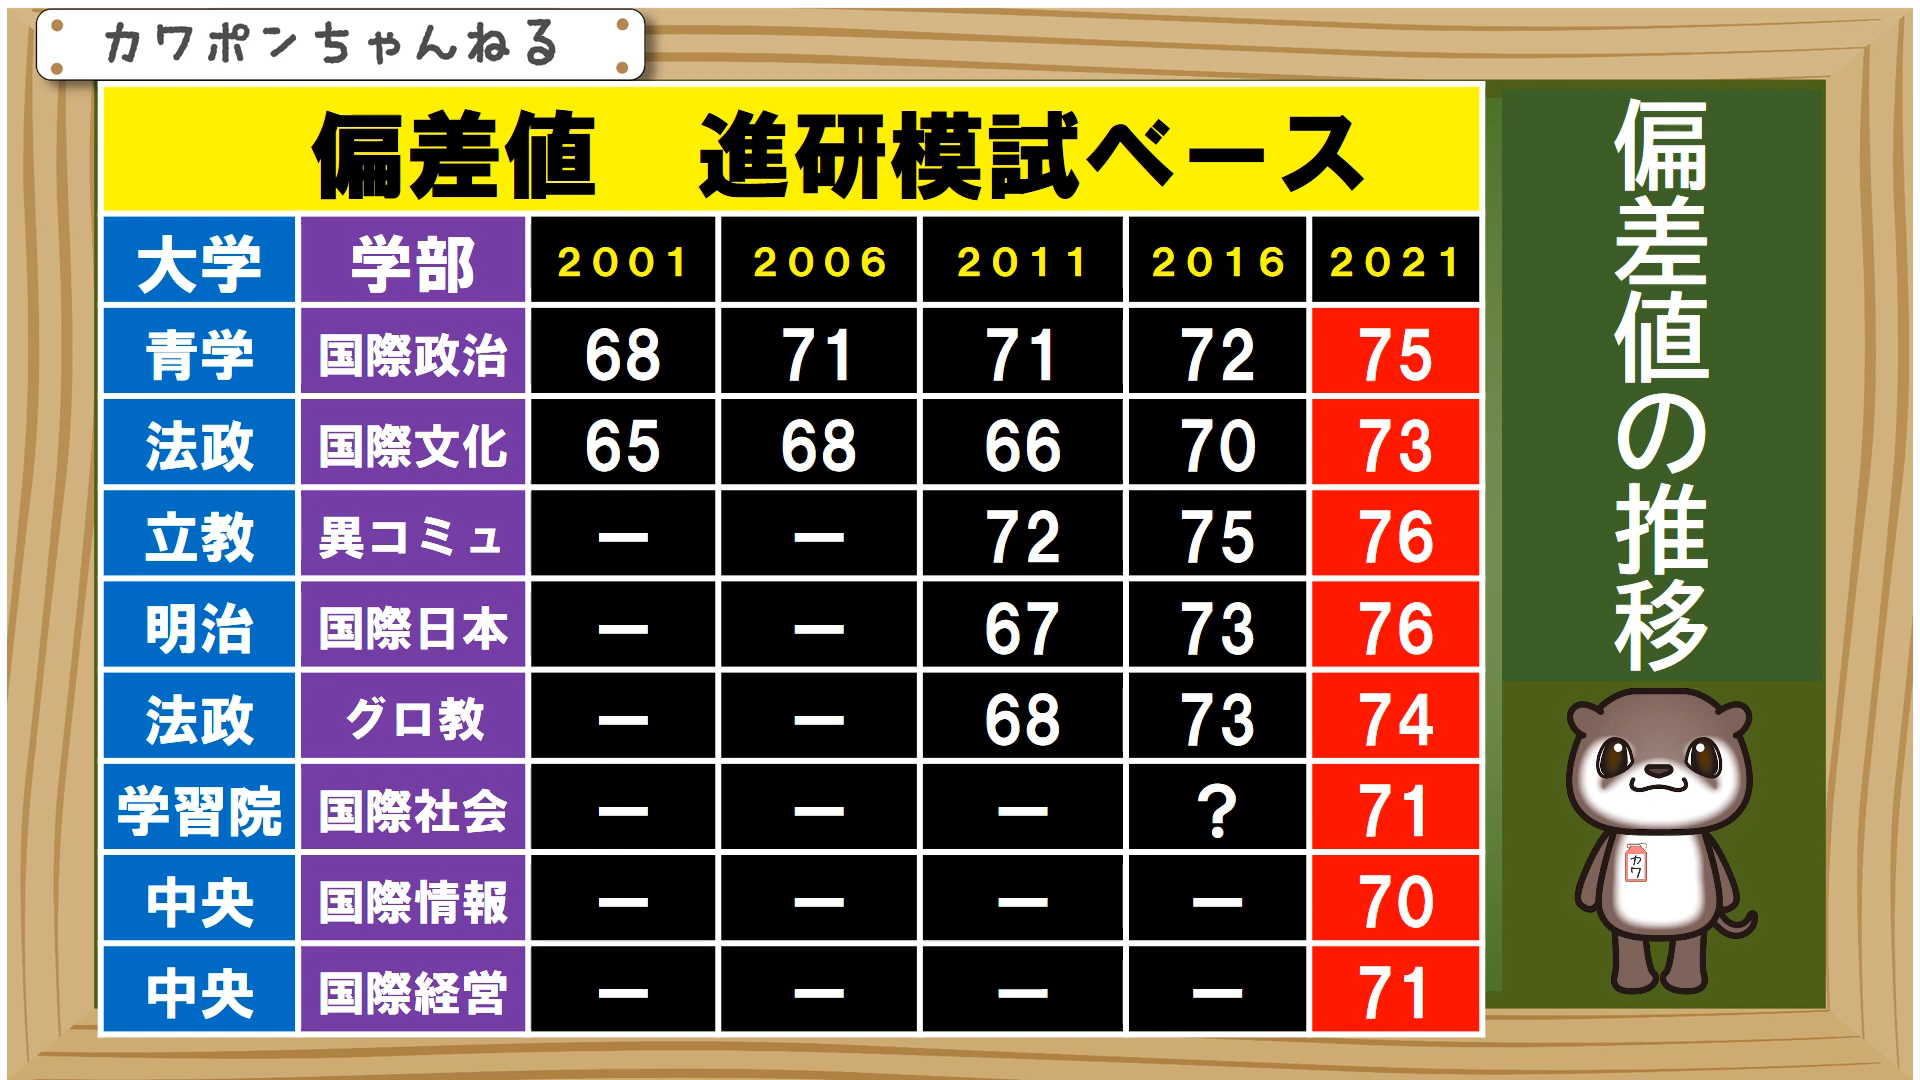 カワポンちゃんねる
偏差値　進研模試ベース
大学 学部 2001 2006 2011 2016 2021
青学 国際政治 68 71 71 72 75
法政 国際文化 65 68 66 70 73
立教 異コミュ ー ー 72 75 76
明治 国際日本 ー ー 67 73 76
法政 グロ教 ー ー 68 73 74
学習院 国際社会 ー ー ー ? 71
中央 国際情報 ー ー ー ー 70
中央 国際経営 ー ー ー ー 71
偏差値の推移
カワ